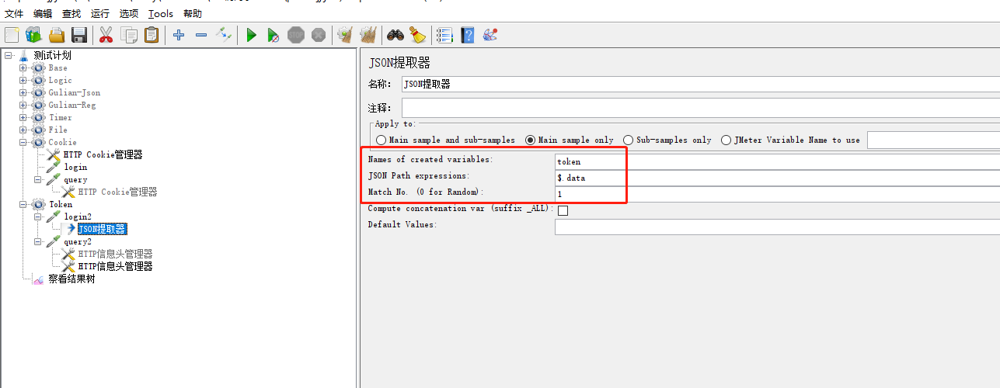 文件 编辑 查找 运行 选项 Tools 帮助
STOP
测试计划
Base
Logic
Gulian-Json
Gulian-Reg
Timer
File
Cookie
HTTP Cookie管理器
login
query
HTTP Cookie管理器
Token
login2
JSON提取器
query2
HTTP信息头管理器
HTTP信息头管理器
察看结果树
JSON提取器
名称： JSON提取器
注释：
Apply to:
Main sample and sub-samples Main sample only Sub-samples only JMeter Variable Name to use
Names of created variables: token
JSON Path expressions: $.data
Match No. (0 for Random): 1
Compute concatenation var (suffix _ALL):
Default Values: